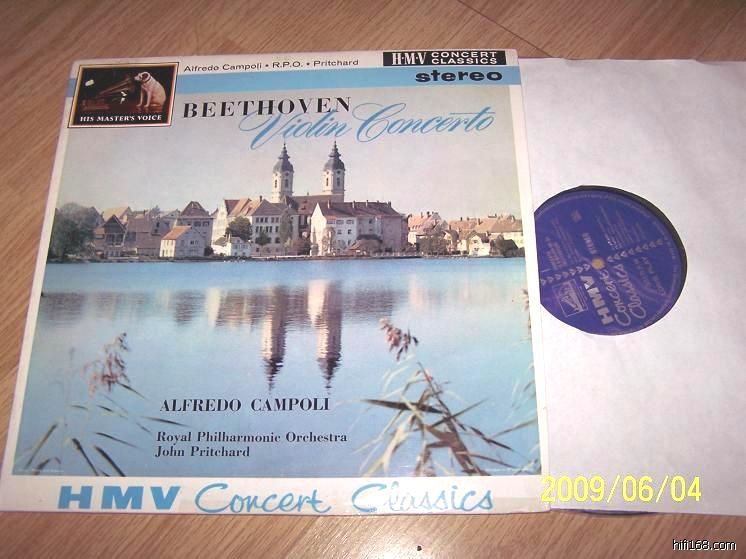 Alfredo Campoli • R.P.O. • Pritchard
H·M·V CONCERT CLASSICS
stereo
HIS MASTER'S VOICE
BEETHOVEN
Violin Concerto
ALFREDO CAMPOLI
Royal Philharmonic Orchestra
John Pritchard
HMV Concert Classics
HMV
Concert
Classics
2009/06/04
hifi168.com